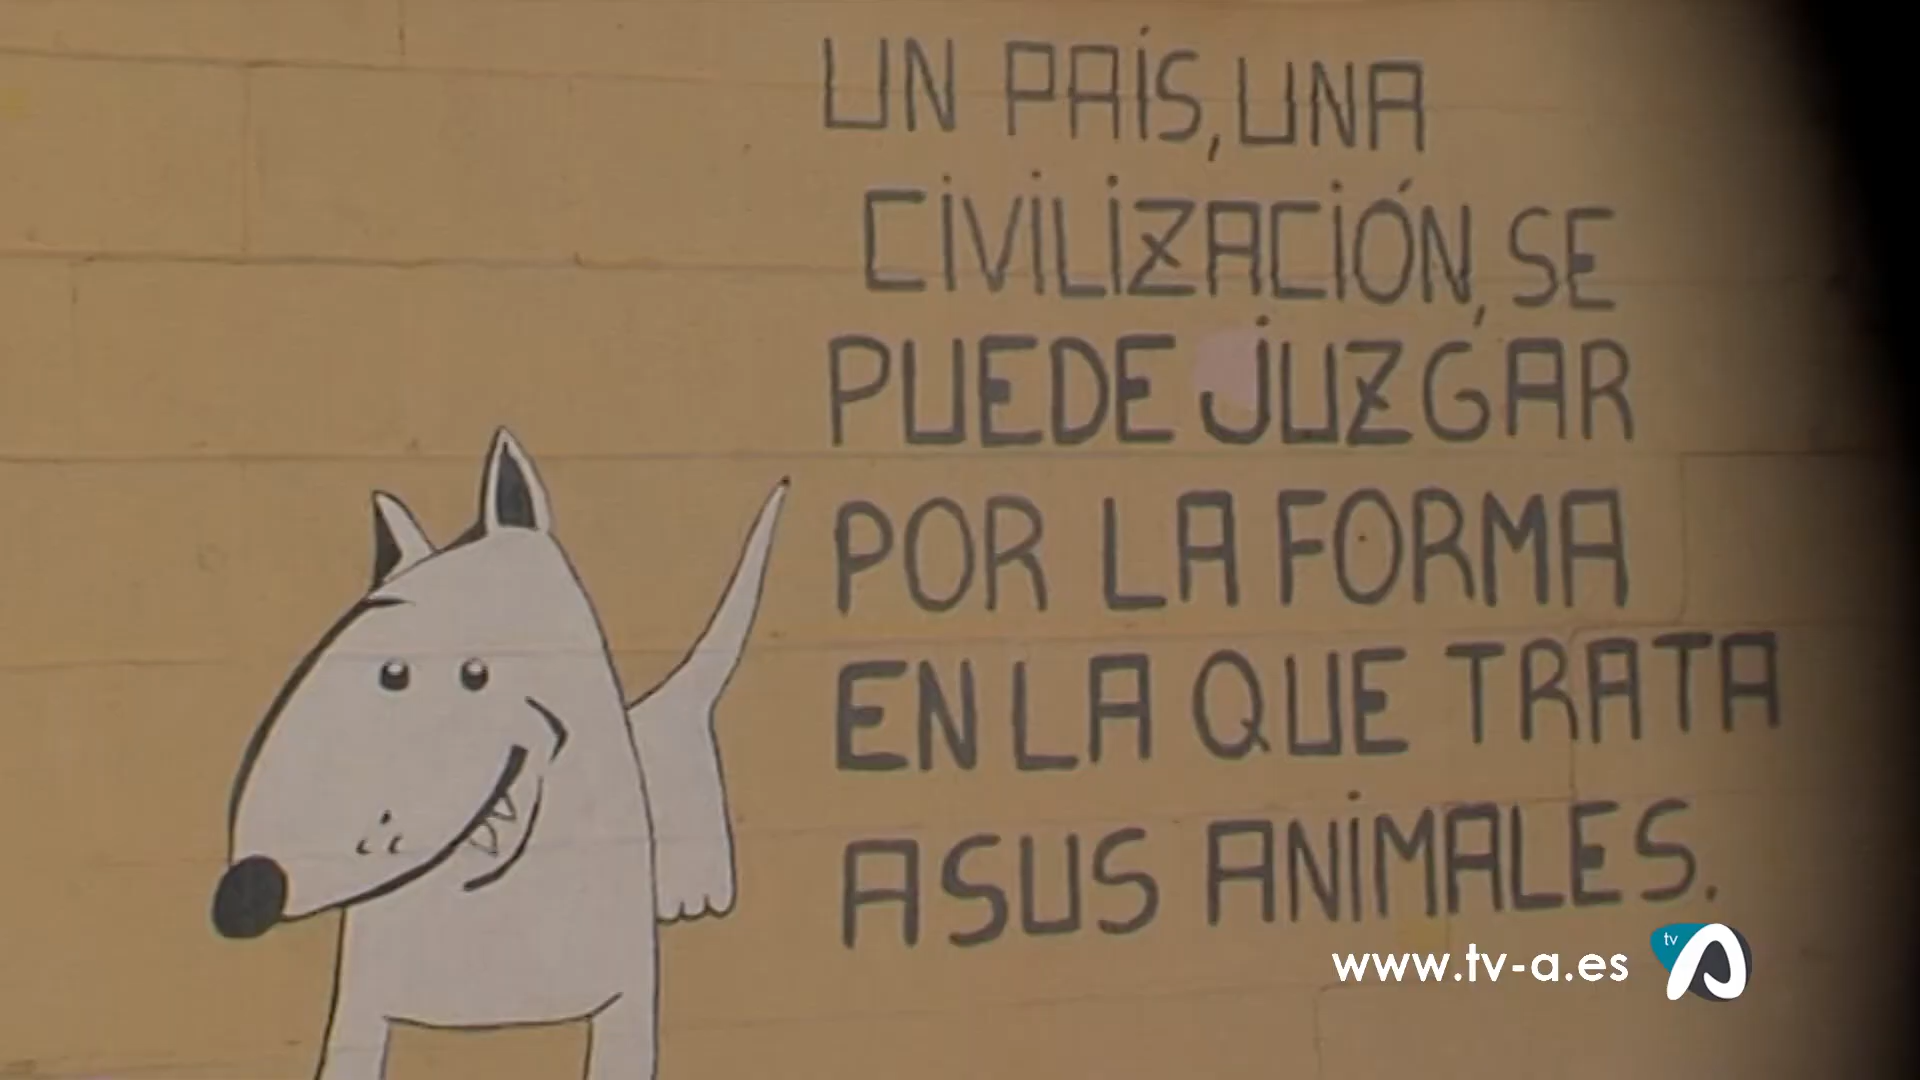 UN PAÍS, UNA
CIVILIZACIÓN, SE
PUEDE JUZGAR
POR LA FORMA
EN LA QUE TRATA
A SUS ANIMALES.
www.tv-a.es
tv